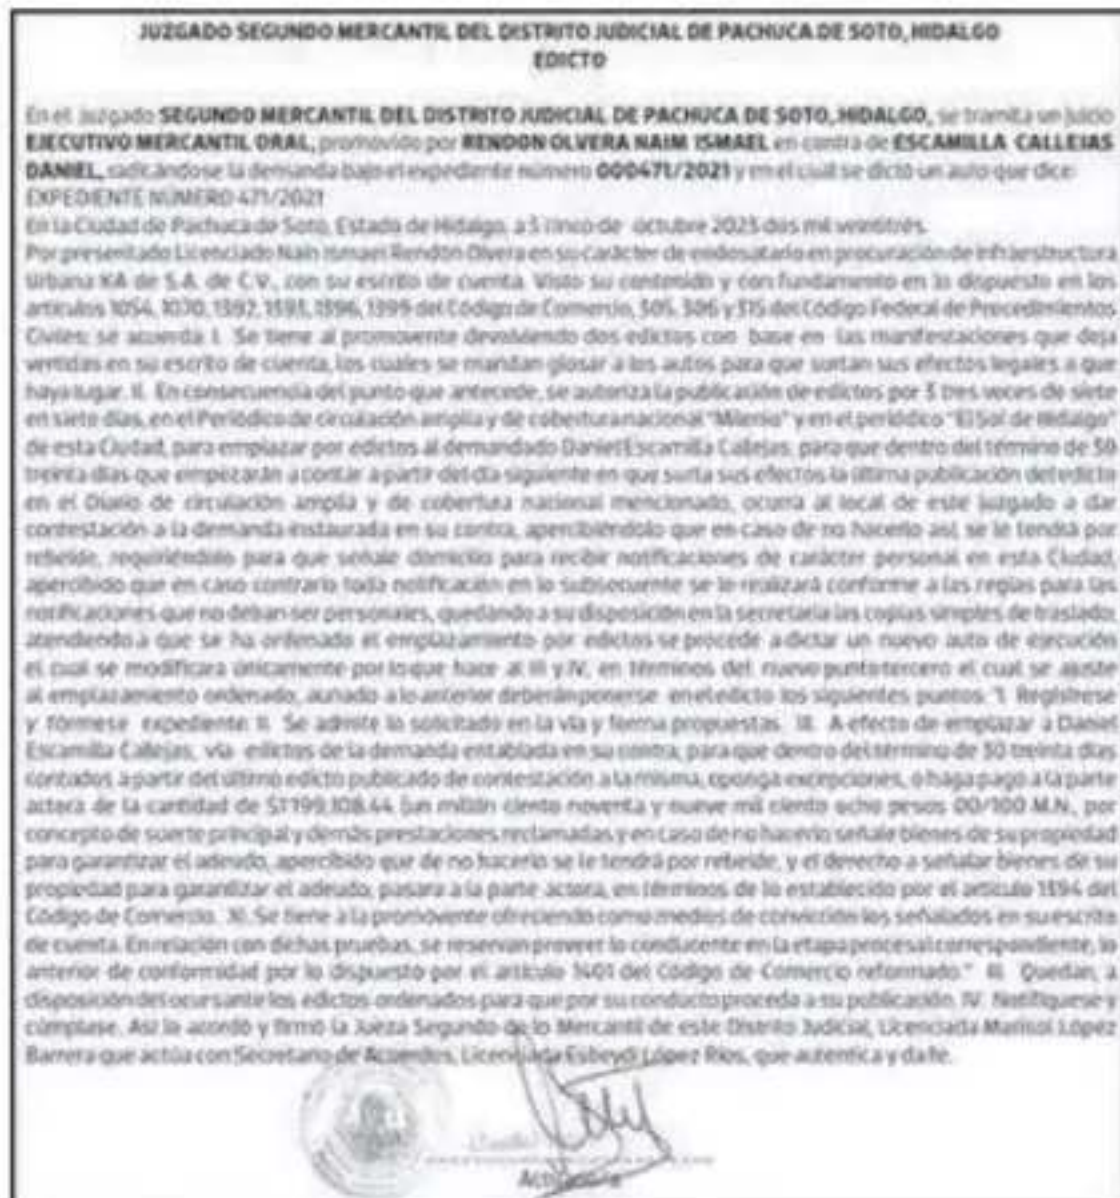 JUZGADO SEGUNDO MERCANTIL DEL DISTRITO JUDICIAL DE PACHUCA DE SOTO, HIDALGO
EDICTO
En el Juzgado SEGUNDO MERCANTIL DEL DISTRITO JUDICIAL DE PACHUCA DE SOTO, HIDALGO, se tramita un juicio
EJECUTIVO MERCANTIL ORAL, promovido por RENDON OLVERA NAIM ISMAEL en contra de ESCAMILLA CALLEJAS
DANIEL, radicándose la demanda bajo el expediente número 000471/2021 y en el cual se dictó un auto que dice:
EXPEDIENTE NÚMERO 471/2021
En la Ciudad de Pachuca de Soto, Estado de Hidalgo, a 5 cinco de octubre 2023 dos mil veintitrés.
Por presentado Licenciado Naín Ismael Rendón Olvera en su carácter de endosatario en procuración de Infraestructura
Urbana KA de S.A. de C.V., con su escrito de cuenta. Visto su contenido y con fundamento en lo dispuesto en los
artículos 1054, 1070, 1392, 1393, 1396, 1399 del Código de Comercio, 305, 306 y 315 del Código Federal de Procedimientos
Civiles; se acuerda I. Se tiene al promovente devolviendo dos edictos con base en las manifestaciones que deja
vertidas en su escrito de cuenta, los cuales se mandan glosar a los autos para que surtan sus efectos legales a que
haya lugar. II. En consecuencia del punto que antecede, se autoriza la publicación de edictos por 3 tres veces de siete
en siete días, en el Periódico de circulación amplia y de cobertura nacional "Milenio" y en el periódico "El Sol de Hidalgo"
de esta Ciudad, para emplazar por edictos al demandado Daniel Escamilla Callejas, para que dentro del término de 30
treinta días que empezarán a contar a partir del día siguiente en que surta sus efectos la última publicación del edicto
en el Diario de circulación amplia y de cobertura nacional mencionado, ocurra al local de este juzgado a dar
contestación a la demanda instaurada en su contra, apercibiéndolo que en caso de no hacerlo así, se le tendrá por
rebelde, requiriéndolo para que señale domicilio para recibir notificaciones de carácter personal en esta Ciudad,
apercibido que en caso contrario toda notificación en lo subsecuente se le realizará conforme a las reglas para las
notificaciones que no deban ser personales, quedando a su disposición en la secretaría las copias simples de traslado,
atendiendo a que se ha ordenado el emplazamiento por edictos se procede a dictar un nuevo auto de ejecución
el cual se modificara únicamente por lo que hace al III y IV, en términos del nuevo punto tercero el cual se ajuste
al emplazamiento ordenado, aunado a lo anterior deberán ponerse en el edicto los siguientes puntos. "I. Regístrese
y fórmese expediente. II. Se admite lo solicitado en la vía y forma propuestas. III. A efecto de emplazar a Daniel
Escamilla Callejas, vía edictos de la demanda entablada en su contra, para que dentro del término de 30 treinta días
contados a partir del último edicto publicado de contestación a la misma, oponga excepciones, o haga pago a la parte
actora de la cantidad de $1'199,108.44 (un millón ciento noventa y nueve mil ciento ocho pesos 00/100 M.N., por
concepto de suerte principal y demás prestaciones reclamadas y en caso de no hacerlo señale bienes de su propiedad
para garantizar el adeudo, apercibido que de no hacerlo se le tendrá por rebelde, y el derecho a señalar bienes de su
propiedad para garantizar el adeudo, pasara a la parte actora, en términos de lo establecido por el artículo 1394 del
Código de Comercio. XI. Se tiene a la promovente ofreciendo como medios de convicción los señalados en su escrito
de cuenta. En relación con dichas pruebas, se reservan proveer lo conducente en la etapa procesal correspondiente, lo
anterior de conformidad por lo dispuesto por el artículo 1401 del Código de Comercio reformado." III. Quedan, a
disposición del ocursante los edictos ordenados para que por su conducto proceda a su publicación. IV. Notifíquese y
cúmplase. Así lo acordó y firmó la Jueza Segundo de lo Mercantil de este Distrito Judicial, Licenciada Marisol López
Barrera que actúa con Secretario de Acuerdos, Licenciada Esbeydi López Ríos, que autentica y da fe.